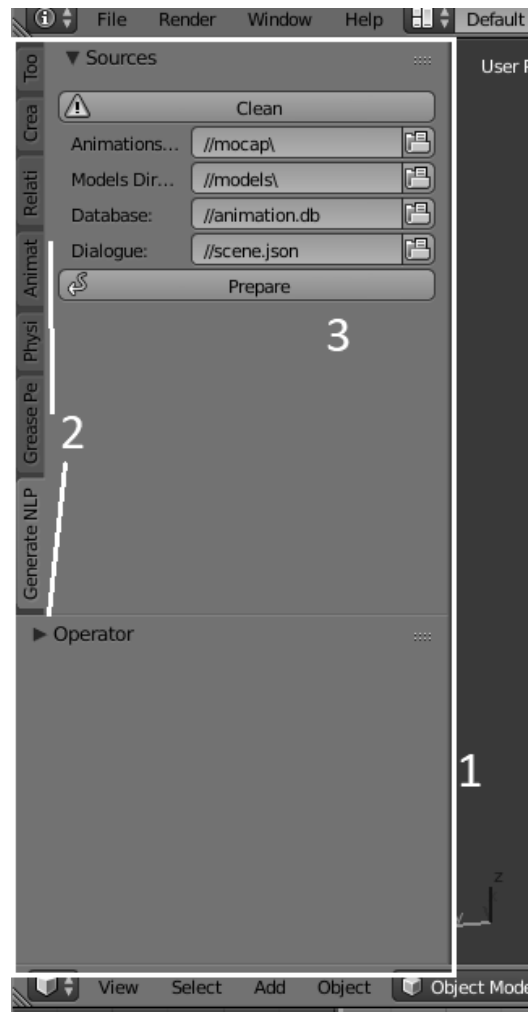 File Render Window Help Default
User
Too
Crea
Relati
Animat
Physi
Grease Pe
Generate NLP
▼ Sources
Clean
Animations... //mocap\
Models Dir... //models\
Database: //animation.db
Dialogue: //scene.json
Prepare
3
2
▶ Operator
1
z
View Select Add Object Object Mode